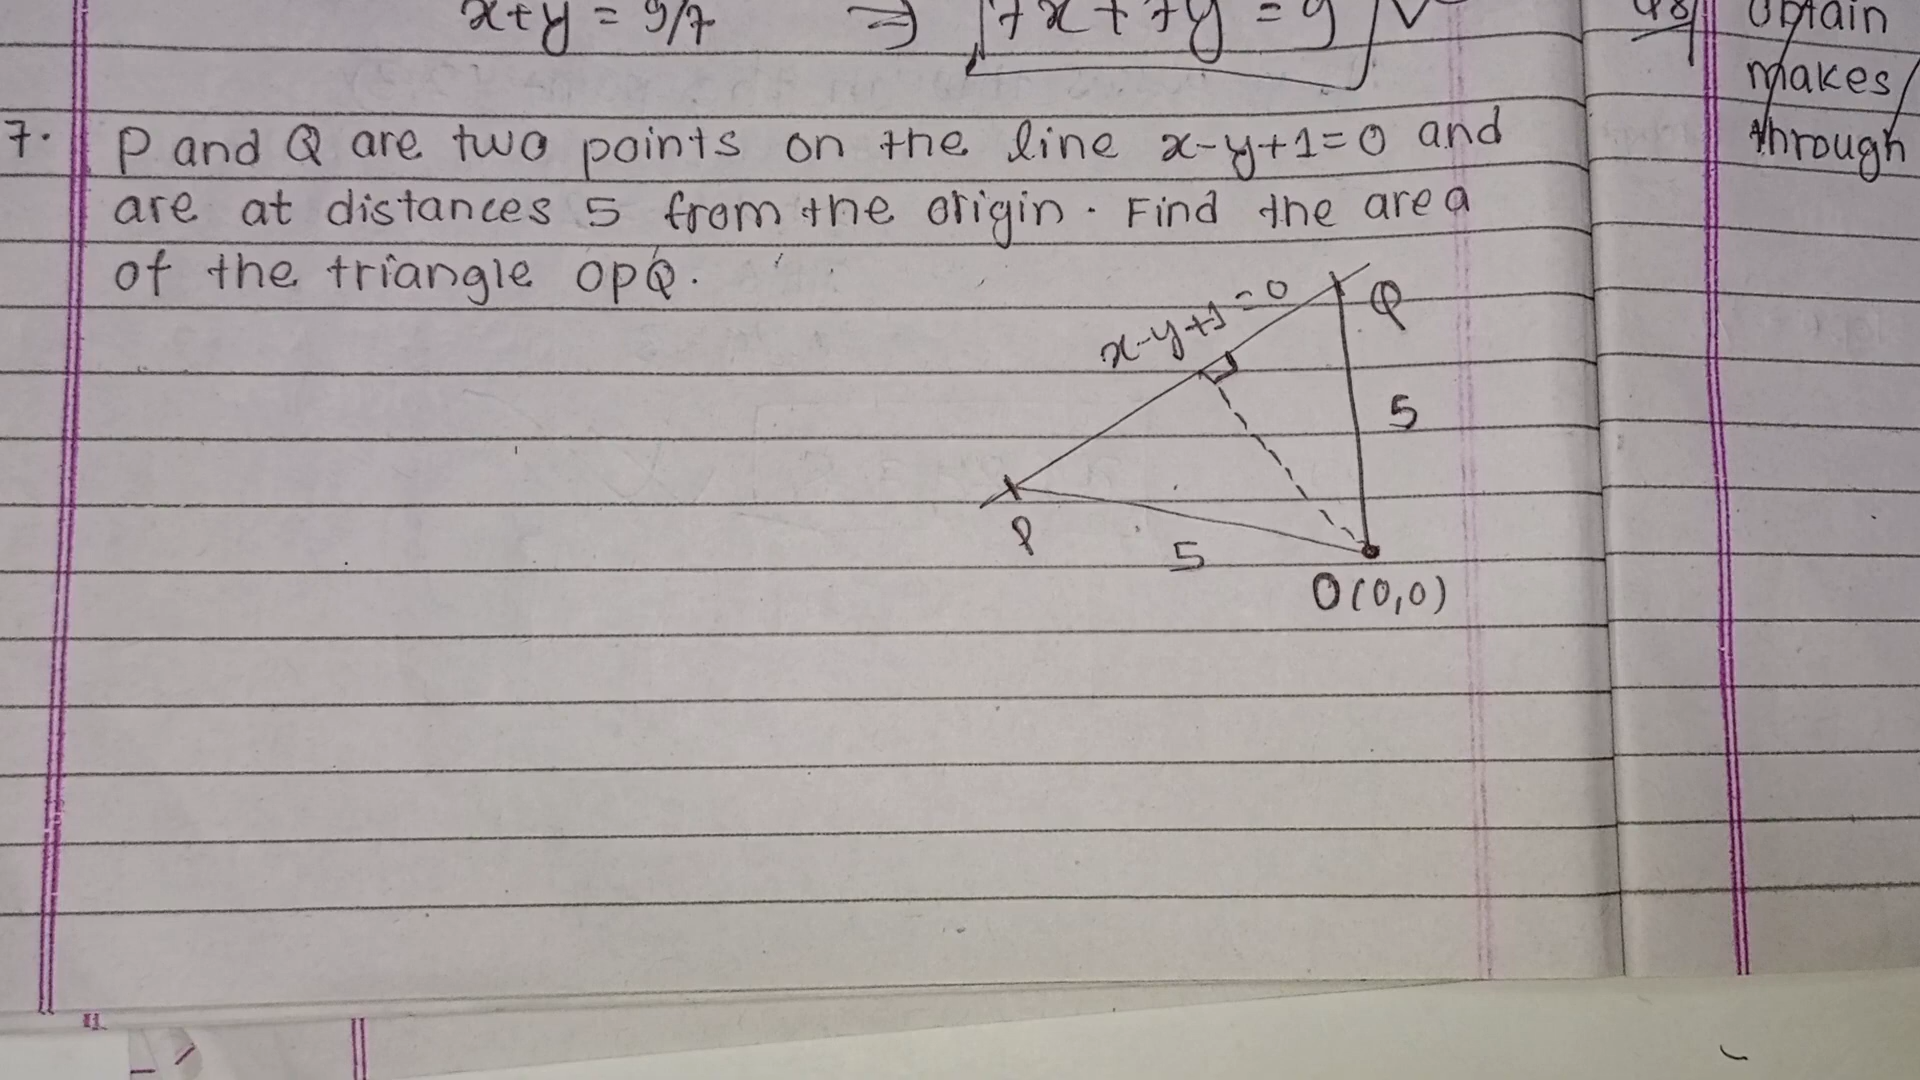 x+y = 9/7 ⇒ 7x+7y = 9
7. P and Q are two points on the line x-y+1=0 and
are at distances 5 from the origin. Find the area
of the triangle OPQ.
x-y+1=0
Q
5
P
5
O(0,0)
Q8
Obtain
makes
through